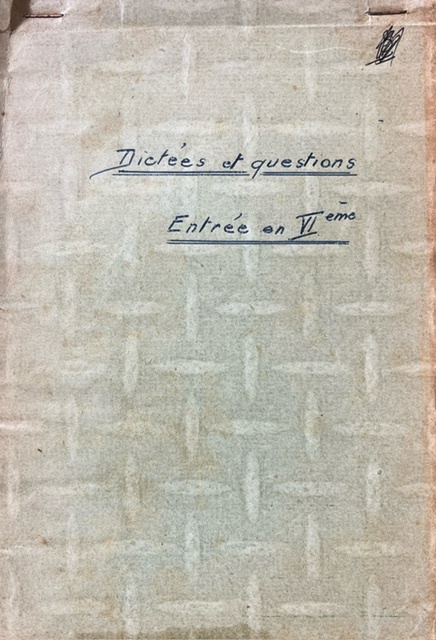 Dictées et questions
Entrée en VIème